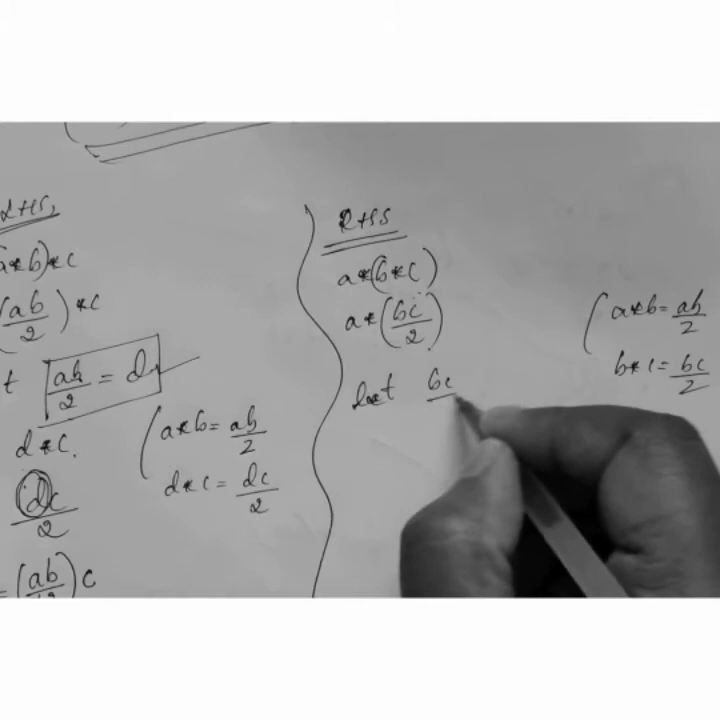 LHS,
(a*b)*c
(ab/2)*c
t ab/2 = d
d*c.
dc/2
= (ab/2)c
(a*b = ab/2
d*c = dc/2
RHS
a*(b*c)
a*(bc/2)
let bc
(a*b = ab/2
b*c = bc/2